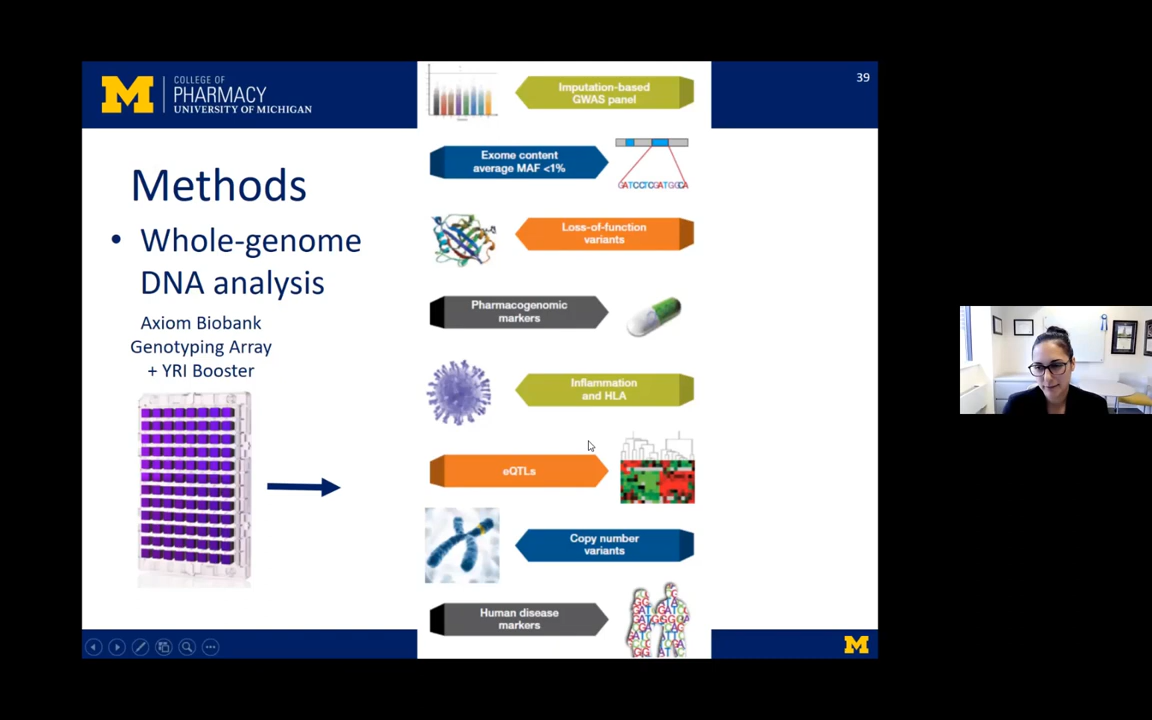 M
COLLEGE OF
PHARMACY
UNIVERSITY OF MICHIGAN
39
Methods
• Whole-genome
DNA analysis
Axiom Biobank
Genotyping Array
+ YRI Booster
Imputation-based
GWAS panel
Exome content
average MAF <1%
GATCCTCGATGGCA
Loss-of-function
variants
Pharmacogenomic
markers
Inflammation
and HLA
eQTLs
Copy number
variants
Human disease
markers
M